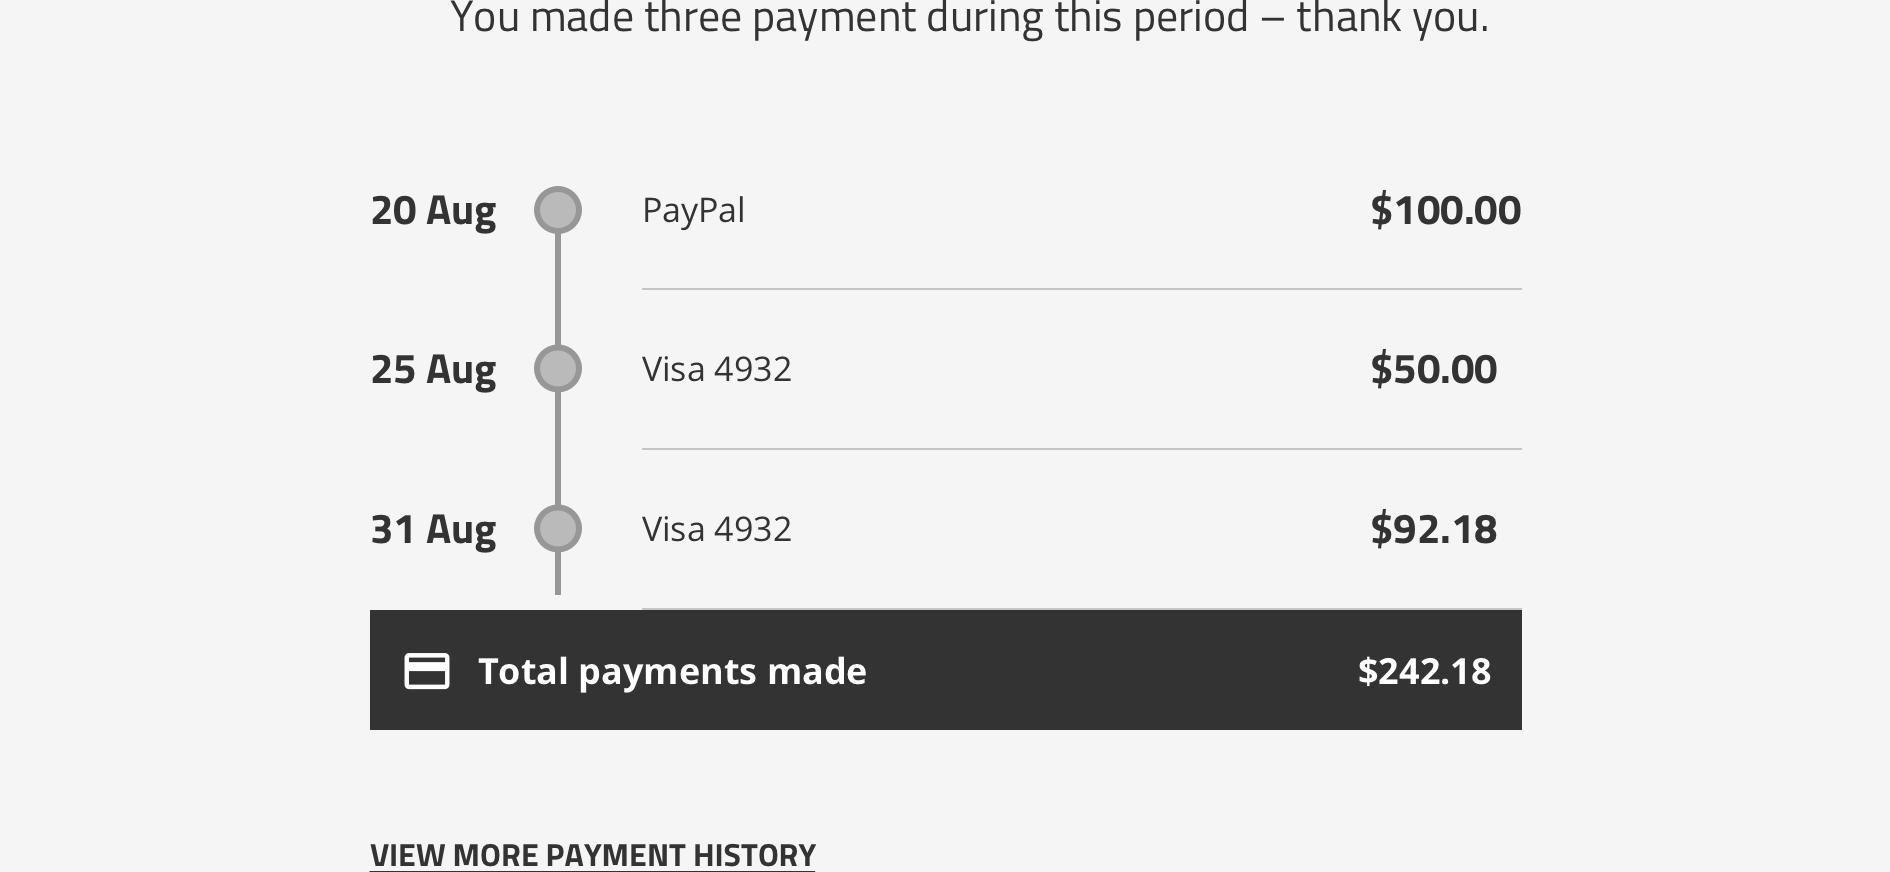 You made three payment during this period – thank you.
20 Aug PayPal $100.00
25 Aug Visa 4932 $50.00
31 Aug Visa 4932 $92.18
Total payments made $242.18
VIEW MORE PAYMENT HISTORY